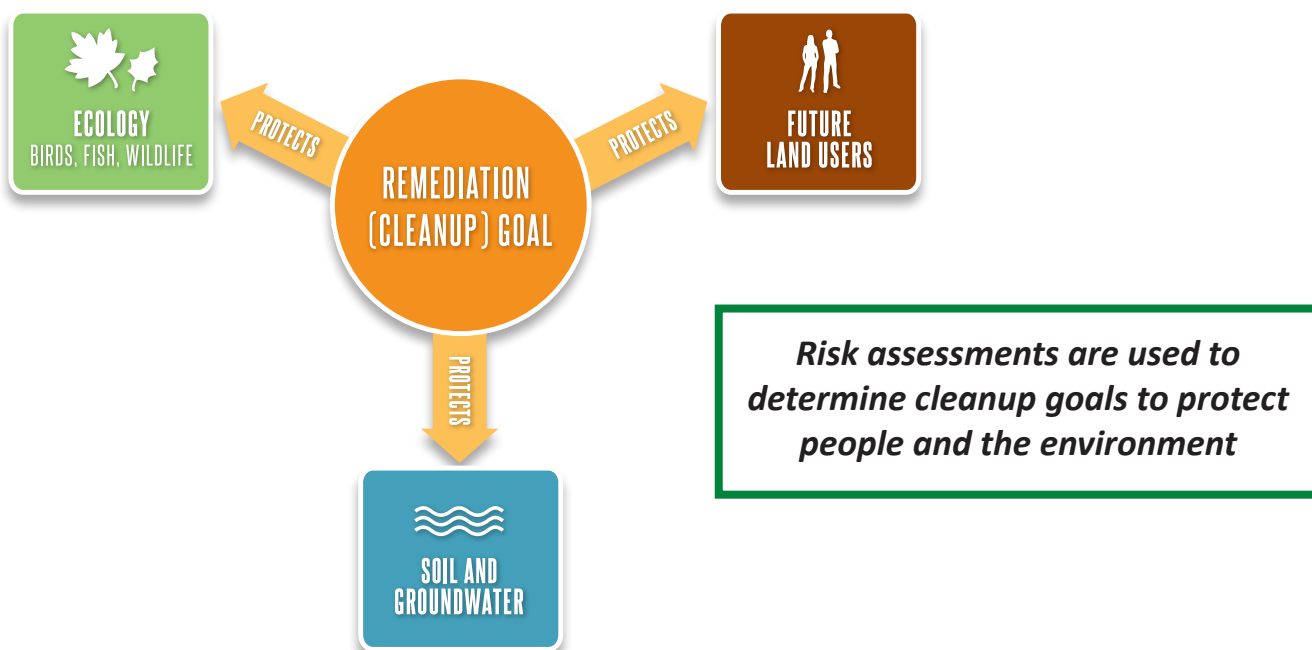 ECOLOGY
BIRDS, FISH, WILDLIFE
PROTECTS
REMEDIATION
(CLEANUP) GOAL
PROTECTS
FUTURE
LAND USERS
PROTECTS
SOIL AND
GROUNDWATER
Risk assessments are used to
determine cleanup goals to protect
people and the environment